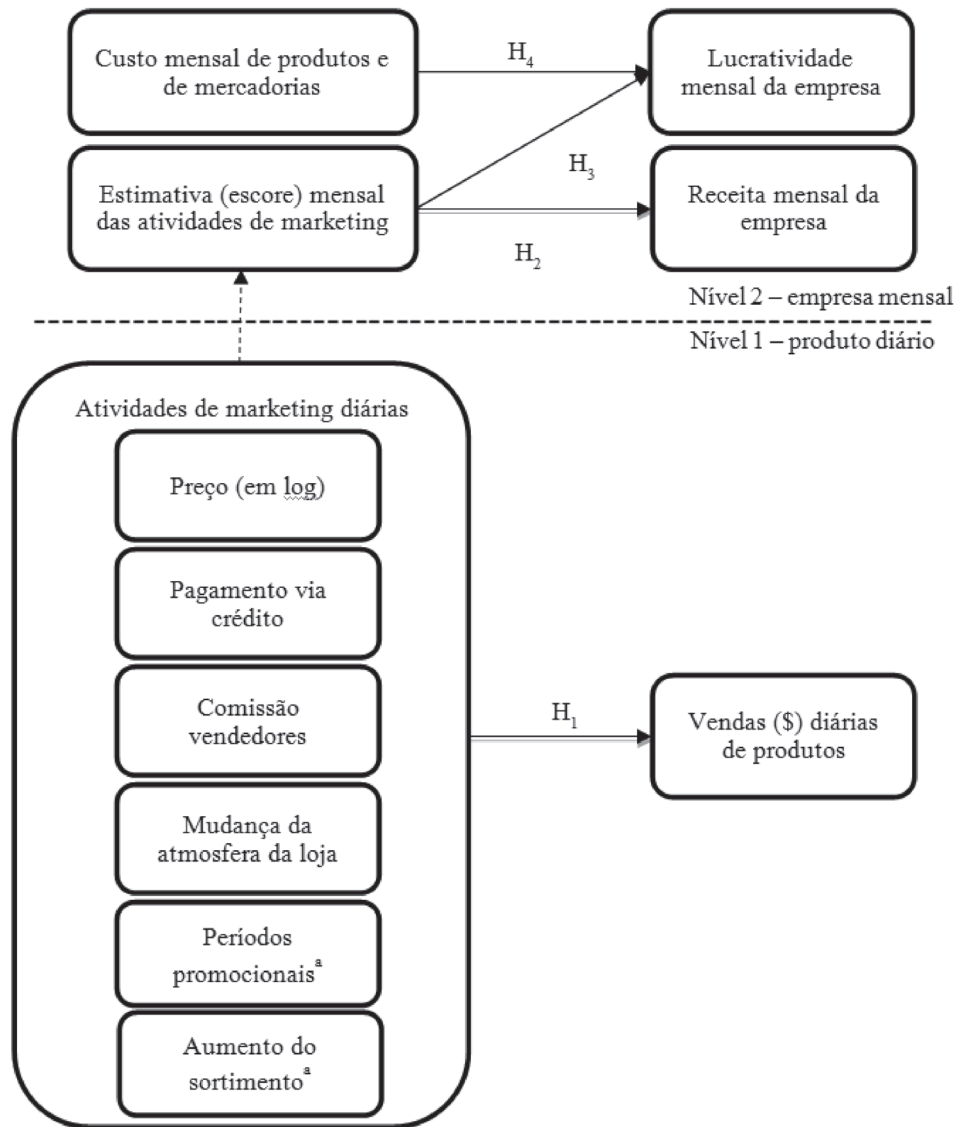 Custo mensal de produtos e
de mercadorias
H4
Lucratividade
mensal da empresa
Estimativa (escore) mensal
das atividades de marketing
H3
H2
Receita mensal da
empresa
Nível 2 – empresa mensal
Nível 1 – produto diário
Atividades de marketing diárias
Preço (em log)
Pagamento via
crédito
Comissão
vendedores
H1
Vendas ($) diárias
de produtos
Mudança da
atmosfera da loja
Períodos
promocionaisª
Aumento do
sortimentoª